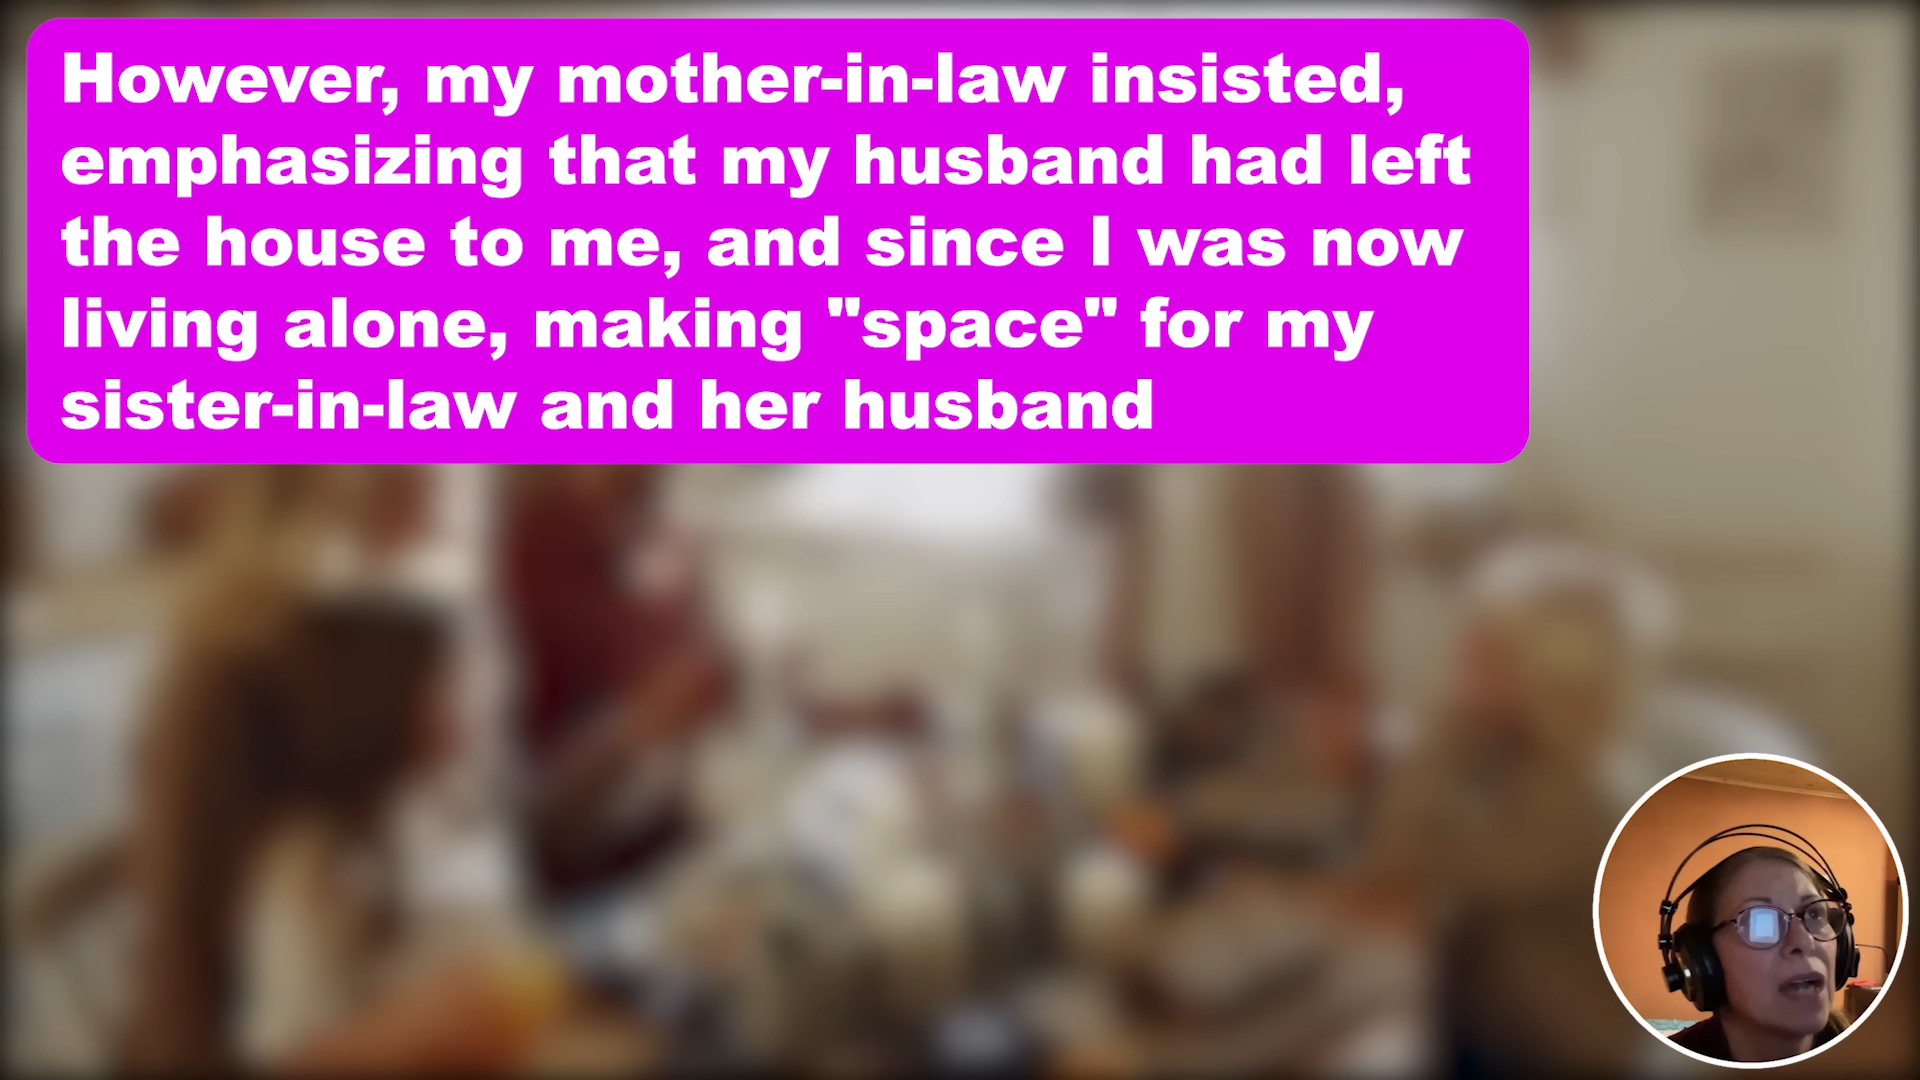 However, my mother-in-law insisted,
emphasizing that my husband had left
the house to me, and since I was now
living alone, making "space" for my
sister-in-law and her husband